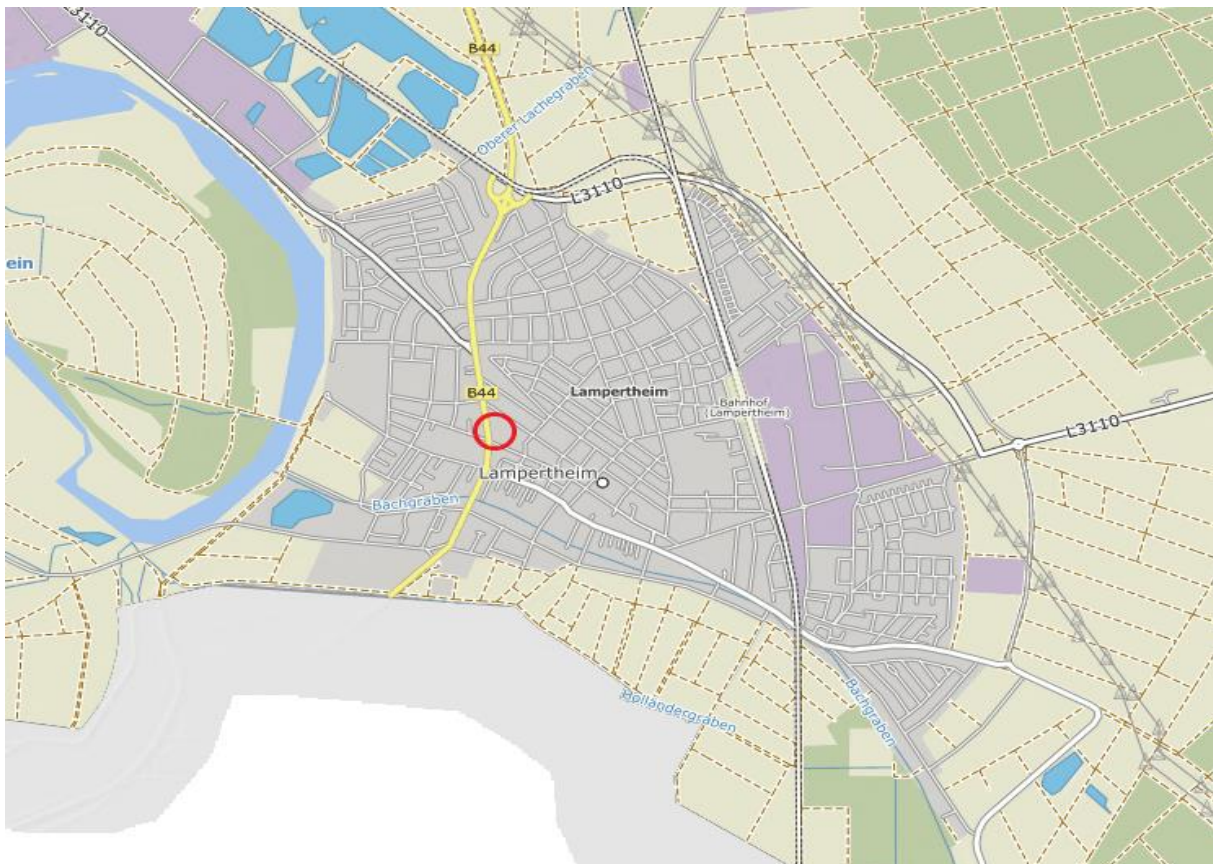 L3110
B44
Oberer Lachegraben
L3110
ein
B44
Lampertheim
Bahnhof
(Lampertheim)
L3110
Lampertheim
Bachgraben
Holländergraben
Bachgraben